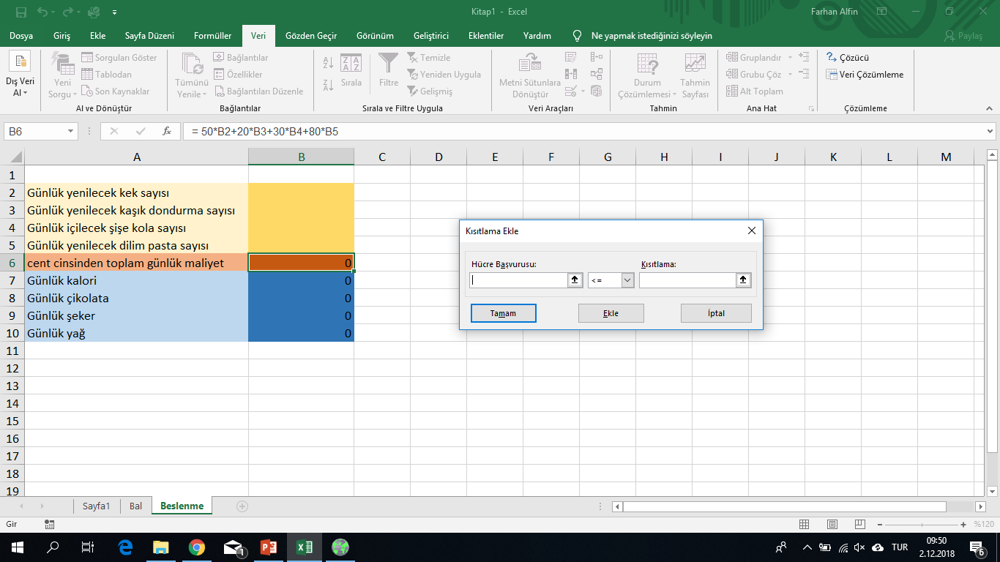 Kitap1 - Excel
Farhan Alfin
Dosya Giriş Ekle Sayfa Düzeni Formüller Veri Gözden Geçir Görünüm Geliştirici Eklentiler Yardım Ne yapmak istediğinizi söyleyin Paylaş
Dış Veri Al
Yeni Sorgu
Sorguları Göster
Tablodan
Son Kaynaklar
Al ve Dönüştür
Tümünü Yenile
Bağlantılar
Özellikler
Bağlantıları Düzenle
Bağlantılar
Sırala
Filtre
Temizle
Yeniden Uygula
Gelişmiş
Sırala ve Filtre Uygula
Metni Sütunlara Dönüştür
Veri Araçları
Durum Çözümlemesi
Tahmin Sayfası
Tahmin
Gruplandır
Grubu Çöz
Alt Toplam
Ana Hat
Çözücü
Veri Çözümleme
Çözümleme
B6
fx
= 50*B2+20*B3+30*B4+80*B5
A B C D E F G H I J K L M
1
2 Günlük yenilecek kek sayısı
3 Günlük yenilecek kaşık dondurma sayısı
4 Günlük içilecek şişe kola sayısı
5 Günlük yenilecek dilim pasta sayısı
6 cent cinsinden toplam günlük maliyet 0
7 Günlük kalori 0
8 Günlük çikolata 0
9 Günlük şeker 0
10 Günlük yağ 0
11
12
13
14
15
16
17
18
19
Kısıtlama Ekle
Hücre Başvurusu: Kısıtlama:
<=
Tamam Ekle İptal
Sayfa1 Bal Beslenme
Gir
%120
1
TUR
09:50
2.12.2018
6